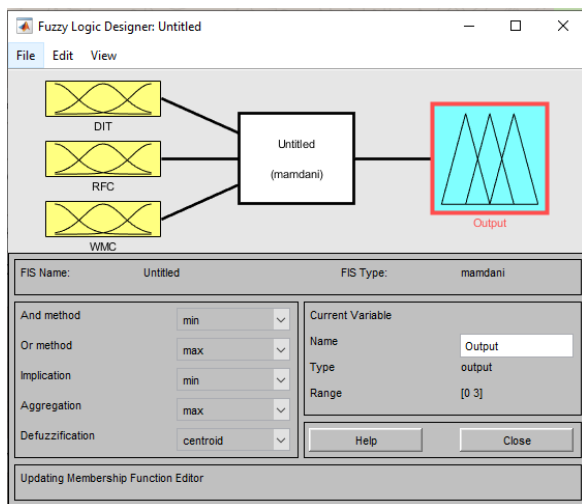 Fuzzy Logic Designer: Untitled
File Edit View
DIT
RFC
WMC
Untitled
(mamdani)
Output
FIS Name: Untitled FIS Type: mamdani
And method min
Or method max
Implication min
Aggregation max
Defuzzification centroid
Current Variable
Name Output
Type output
Range [0 3]
Help Close
Updating Membership Function Editor